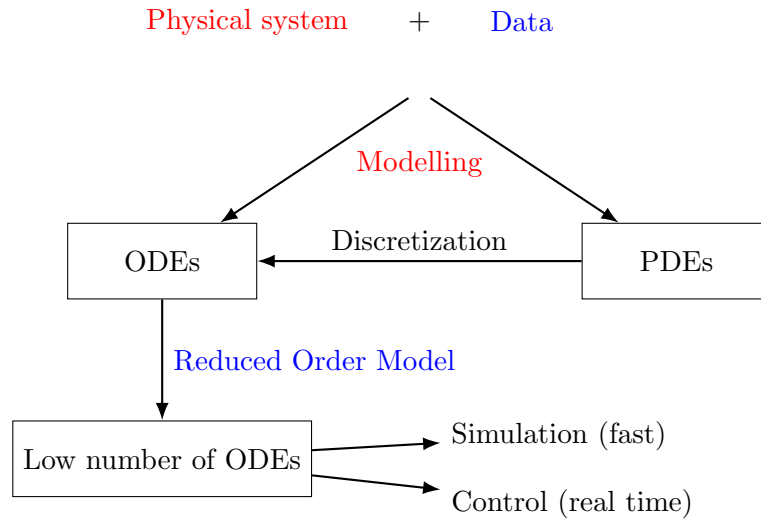 Physical system + Data
Modelling
Discretization
ODEs
PDEs
Reduced Order Model
Simulation (fast)
Low number of ODEs
Control (real time)